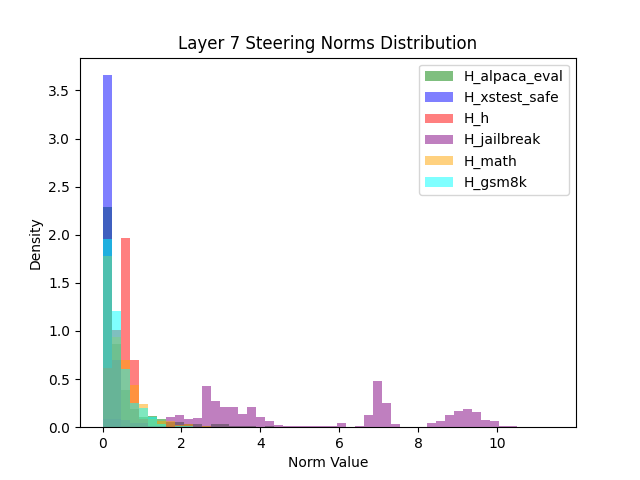 Layer 7 Steering Norms Distribution
H_alpaca_eval
H_xstest_safe
H_h
H_jailbreak
H_math
H_gsm8k
3.5
3.0
2.5
2.0
1.5
1.0
0.5
0.0
Density
0 2 4 6 8 10
Norm Value